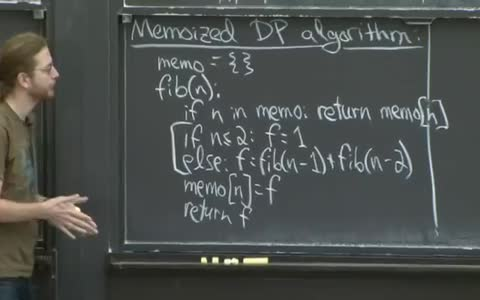 Memoized DP algorithm:
memo = {}
fib(n):
if n in memo: return memo[n]
if n≤2: f=1
else: f=fib(n-1)+fib(n-2)
memo[n]=f
return f